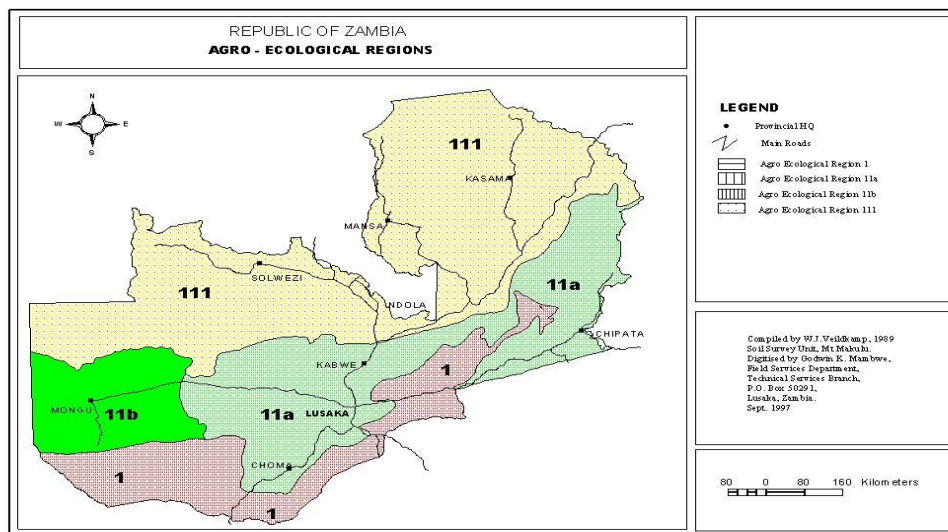 REPUBLIC OF ZAMBIA
AGRO - ECOLOGICAL REGIONS
N
W E
S
111
KASAMA
MANSA
SOLWEZI
111
NDOLA
11a
CHIPATA
KABWE
1
MONGU
11b
11a
LUSAKA
CHOMA
1
1
LEGEND
Provincial HQ
Main Roads
Agro Ecological Region 1
Agro Ecological Region 11a
Agro Ecological Region 11b
Agro Ecological Region 111
Compiled by W.J.Veildkamp, 1989
Soil Survey Unit, Mt Makulu.
Digitised by Godwin K. Mambwe,
Field Services Department,
Technical Services Branch,
P.O. Box 50291,
Lusaka, Zambia.
Sept. 1997
80 0 80 160 Kilometers